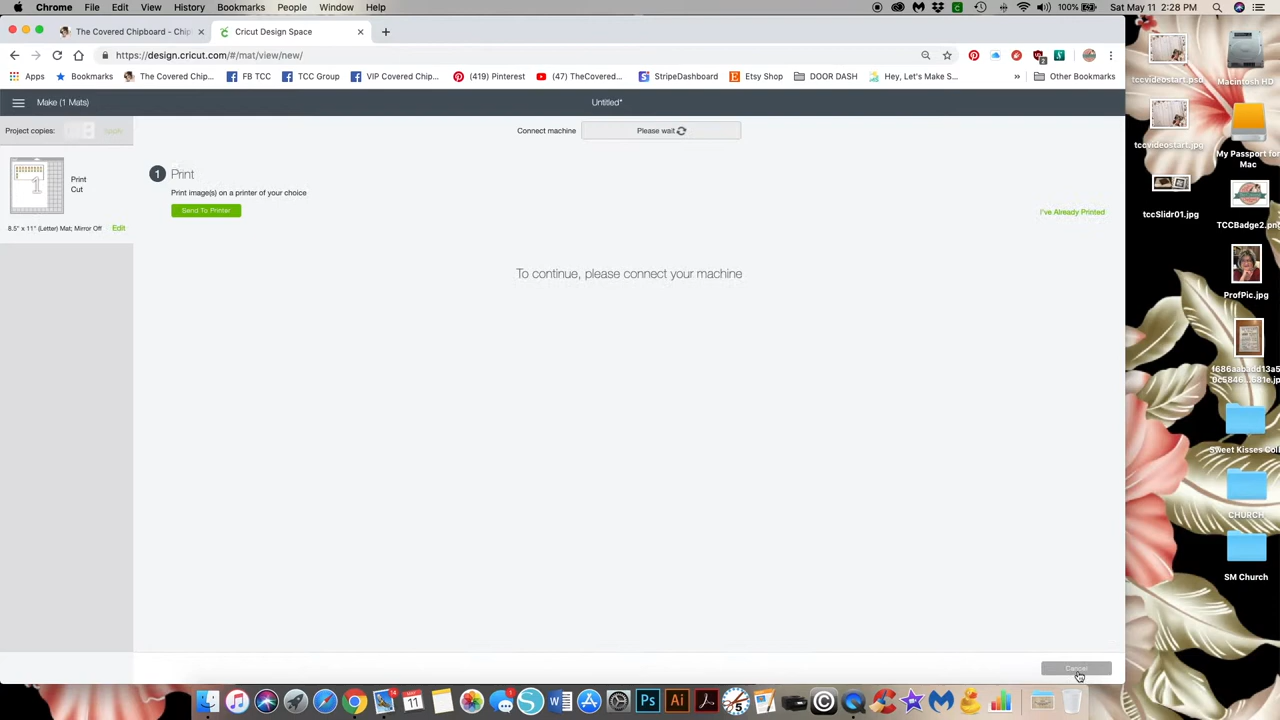 Chrome File Edit View History Bookmarks People Window Help
100% Sat May 11 2:28 PM
The Covered Chipboard - Chip
Cricut Design Space
https://design.cricut.com/#/mat/view/new/
Apps Bookmarks The Covered Chip... FB TCC TCC Group VIP Covered Chip... (419) Pinterest (47) TheCovered... StripeDashboard Etsy Shop DOOR DASH Hey, Let's Make S... » Other Bookmarks
Make (1 Mats)
Untitled*
Project copies:
Connect machine
Please wait
1
Print
Cut
8.5" x 11" (Letter) Mat; Mirror Off
Edit
1
Print
Print image(s) on a printer of your choice
Send To Printer
I've Already Printed
To continue, please connect your machine
Cancel
tccvideostart.psd
Macintosh HD
tccvideostart.jpg
My Passport for
Mac
tccSlidr01.jpg
TCCBadge2.png
ProfPic.jpg
Sweet Kisses Coll
CHURCH
SM Church